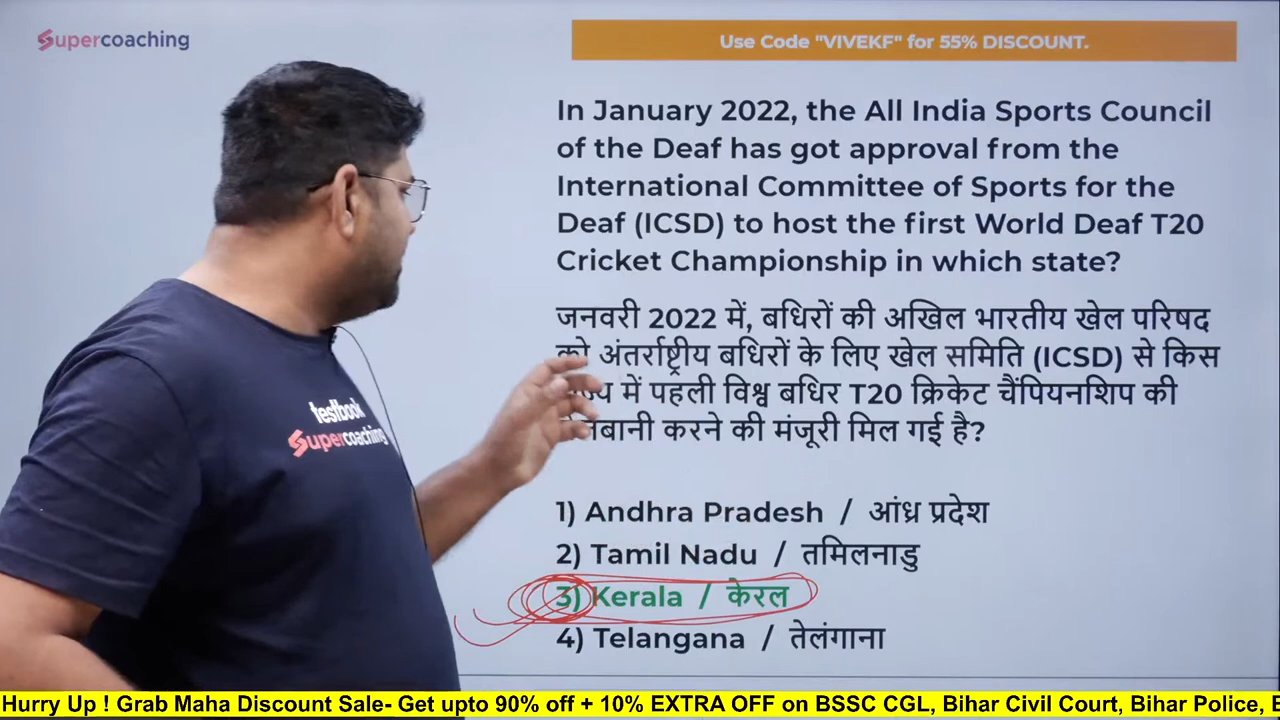 Supercoaching
Use Code "VIVEKF" for 55% DISCOUNT.
In January 2022, the All India Sports Council
of the Deaf has got approval from the
International Committee of Sports for the
Deaf (ICSD) to host the first World Deaf T20
Cricket Championship in which state?
जनवरी 2022 में, बधिरों की अखिल भारतीय खेल परिषद
को अंतर्राष्ट्रीय बधिरों के लिए खेल समिति (ICSD) से किस
में पहली विश्व बधिर T20 क्रिकेट चैंपियनशिप की
करने की मंजूरी मिल गई है?
testbook
Supercoaching
1) Andhra Pradesh / आंध्र प्रदेश
2) Tamil Nadu / तमिलनाडु
3) Kerala / केरल
4) Telangana / तेलंगाना
Hurry Up ! Grab Maha Discount Sale- Get upto 90% off + 10% EXTRA OFF on BSSC CGL, Bihar Civil Court, Bihar Police,